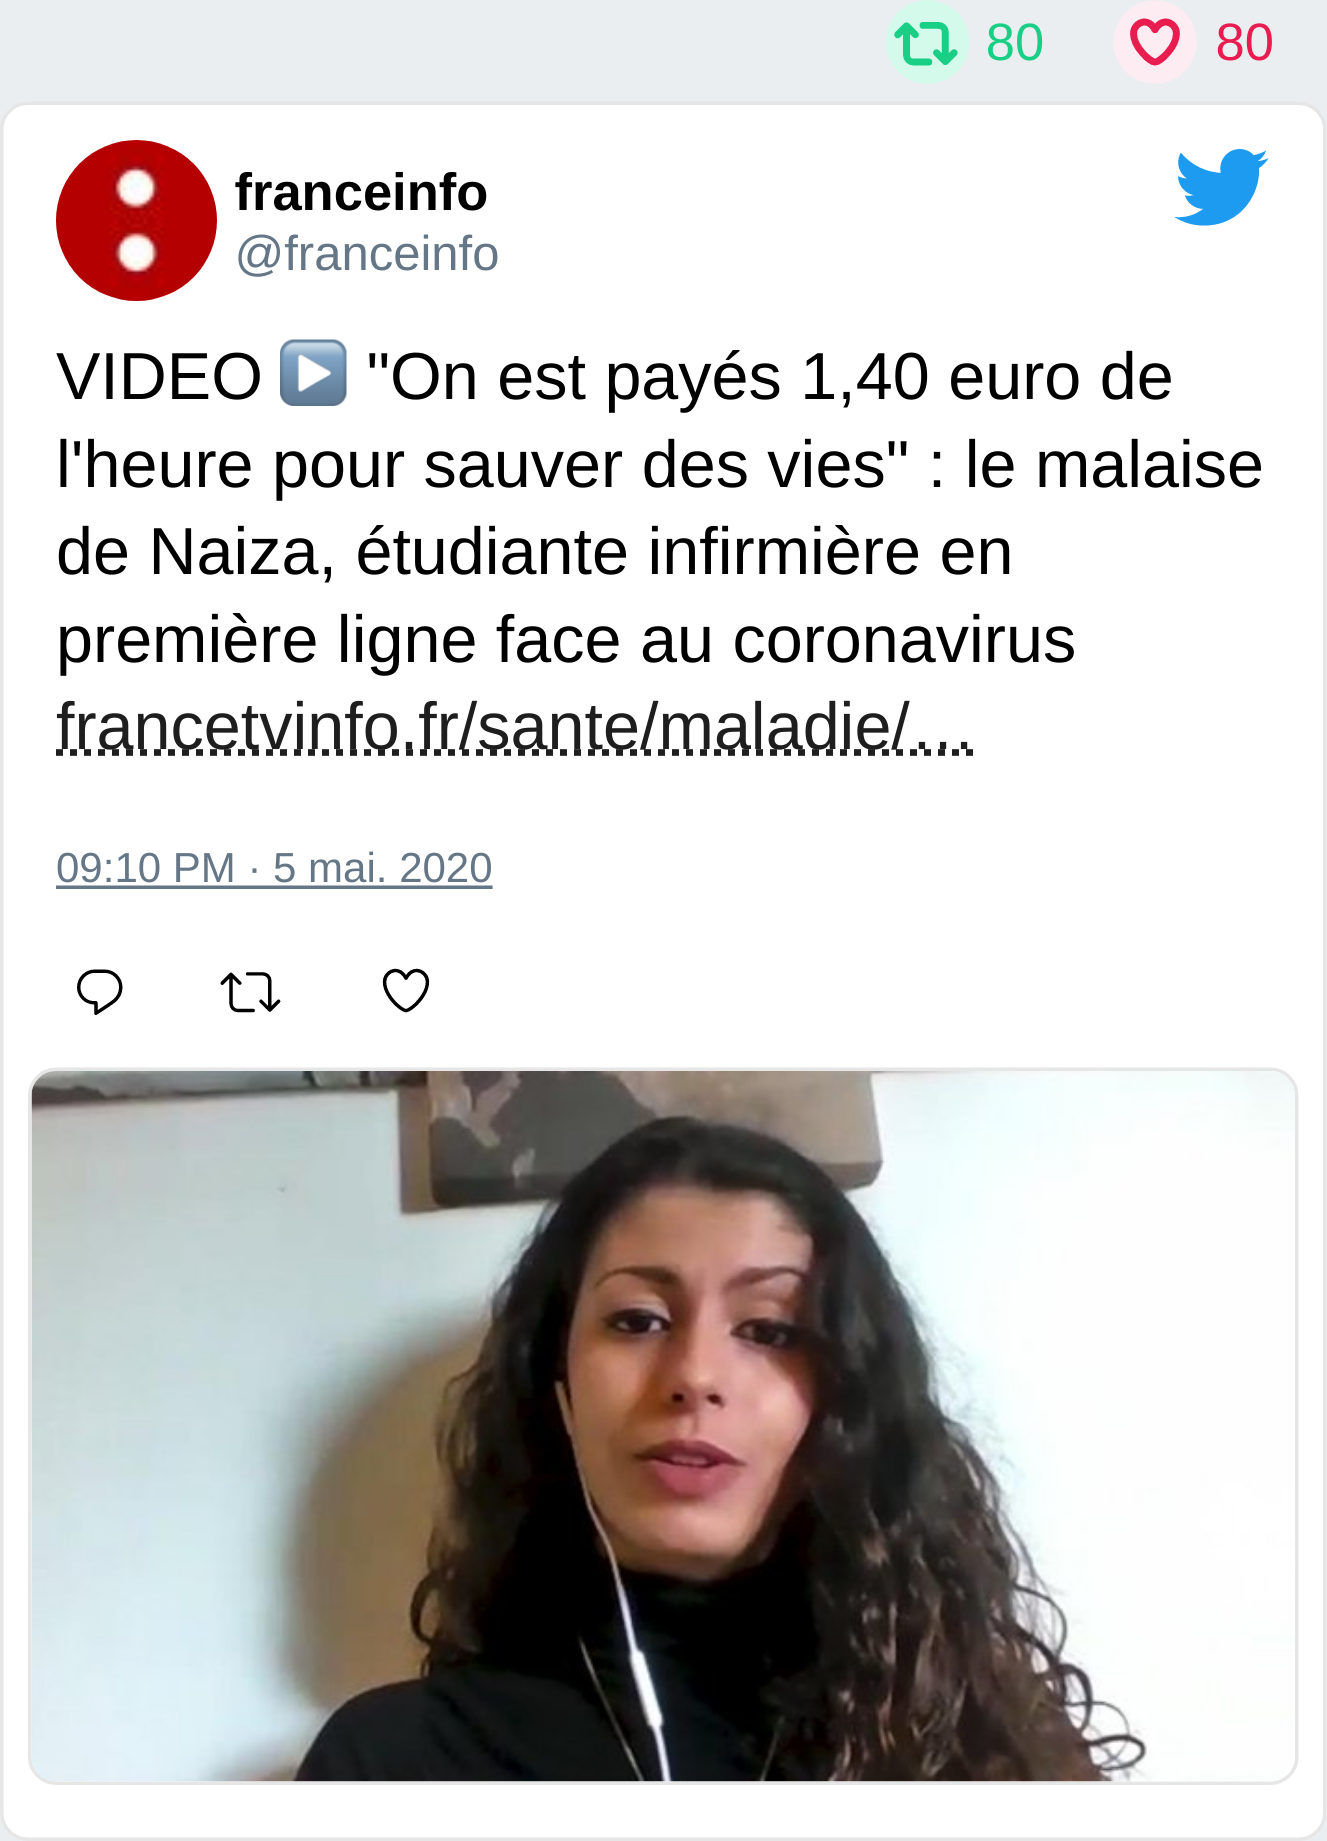 80 80
franceinfo
@franceinfo
VIDEO ▶️ "On est payés 1,40 euro de
l'heure pour sauver des vies" : le malaise
de Naiza, étudiante infirmière en
première ligne face au coronavirus
francetvinfo.fr/sante/maladie/…
09:10 PM · 5 mai. 2020